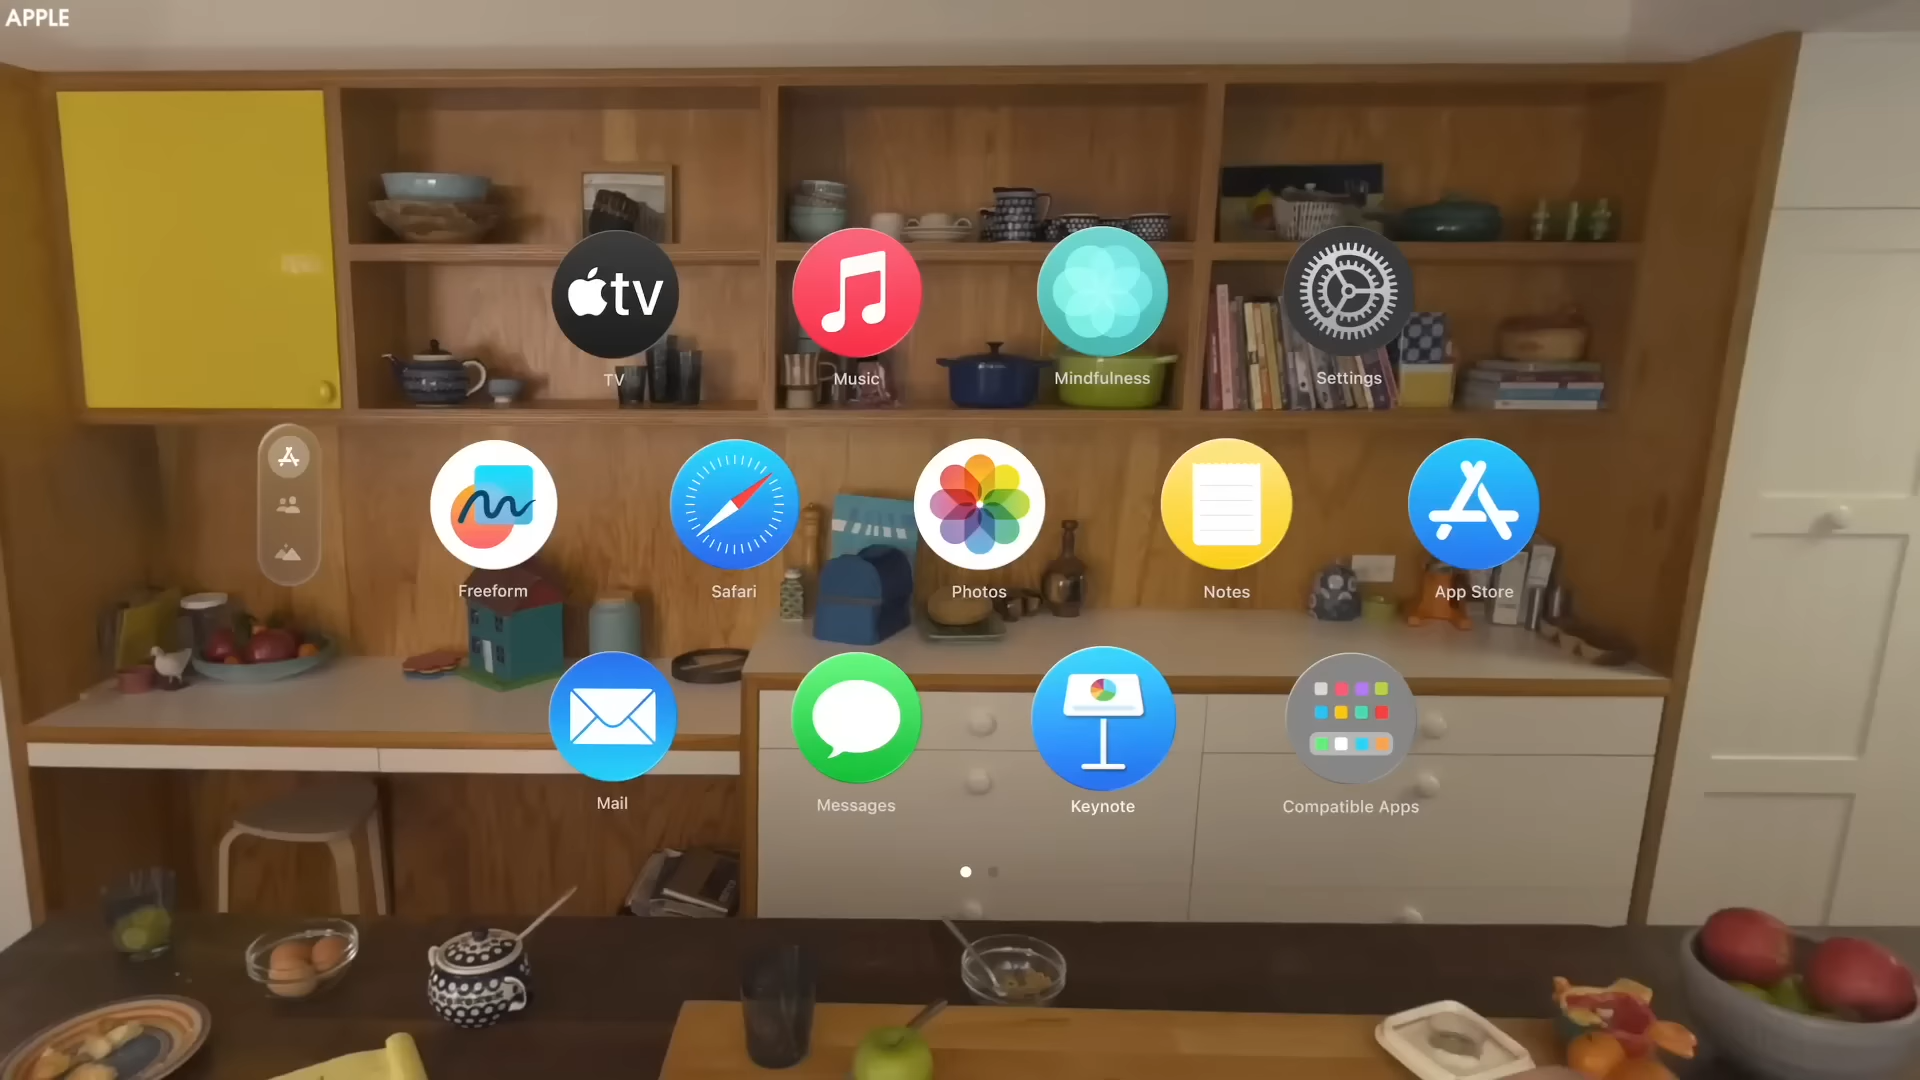 APPLE
tv
TV
Music
Mindfulness
Settings
Freeform
Safari
Photos
Notes
App Store
Mail
Messages
Keynote
Compatible Apps